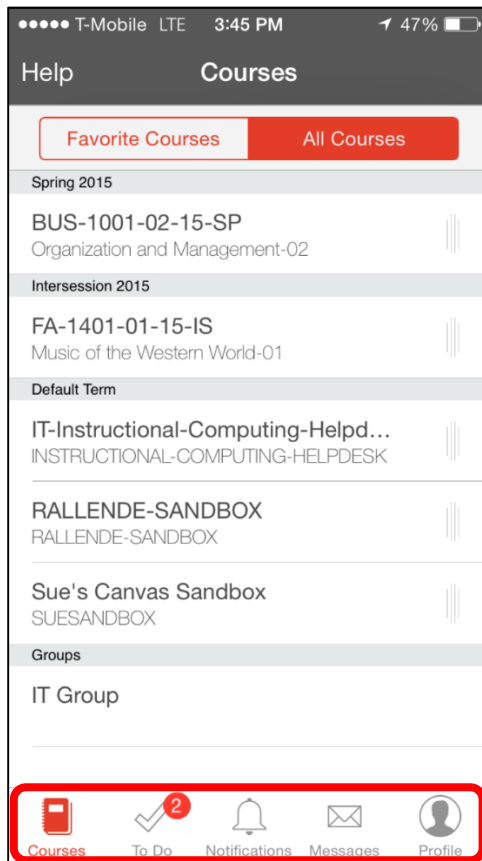 T-Mobile LTE 3:45 PM 47%
Help Courses
Favorite Courses All Courses
Spring 2015
BUS-1001-02-15-SP
Organization and Management-02
Intersession 2015
FA-1401-01-15-IS
Music of the Western World-01
Default Term
IT-Instructional-Computing-Helpd...
INSTRUCTIONAL-COMPUTING-HELPDESK
RALLENDE-SANDBOX
RALLENDE-SANDBOX
Sue's Canvas Sandbox
SUESANDBOX
Groups
IT Group
2
Courses To Do Notifications Messages Profile